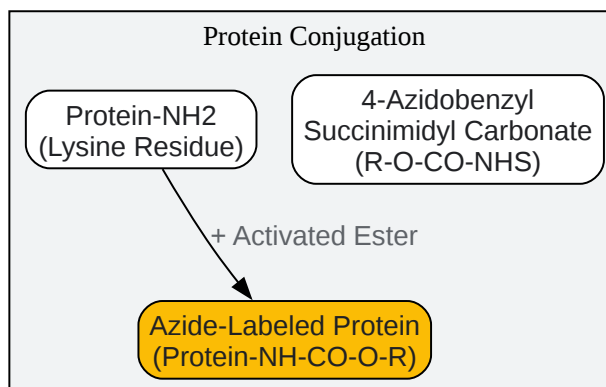 Protein Conjugation
Protein-NH2
(Lysine Residue)
4-Azidobenzyl
Succinimidyl Carbonate
(R-O-CO-NHS)
+ Activated Ester
Azide-Labeled Protein
(Protein-NH-CO-O-R)